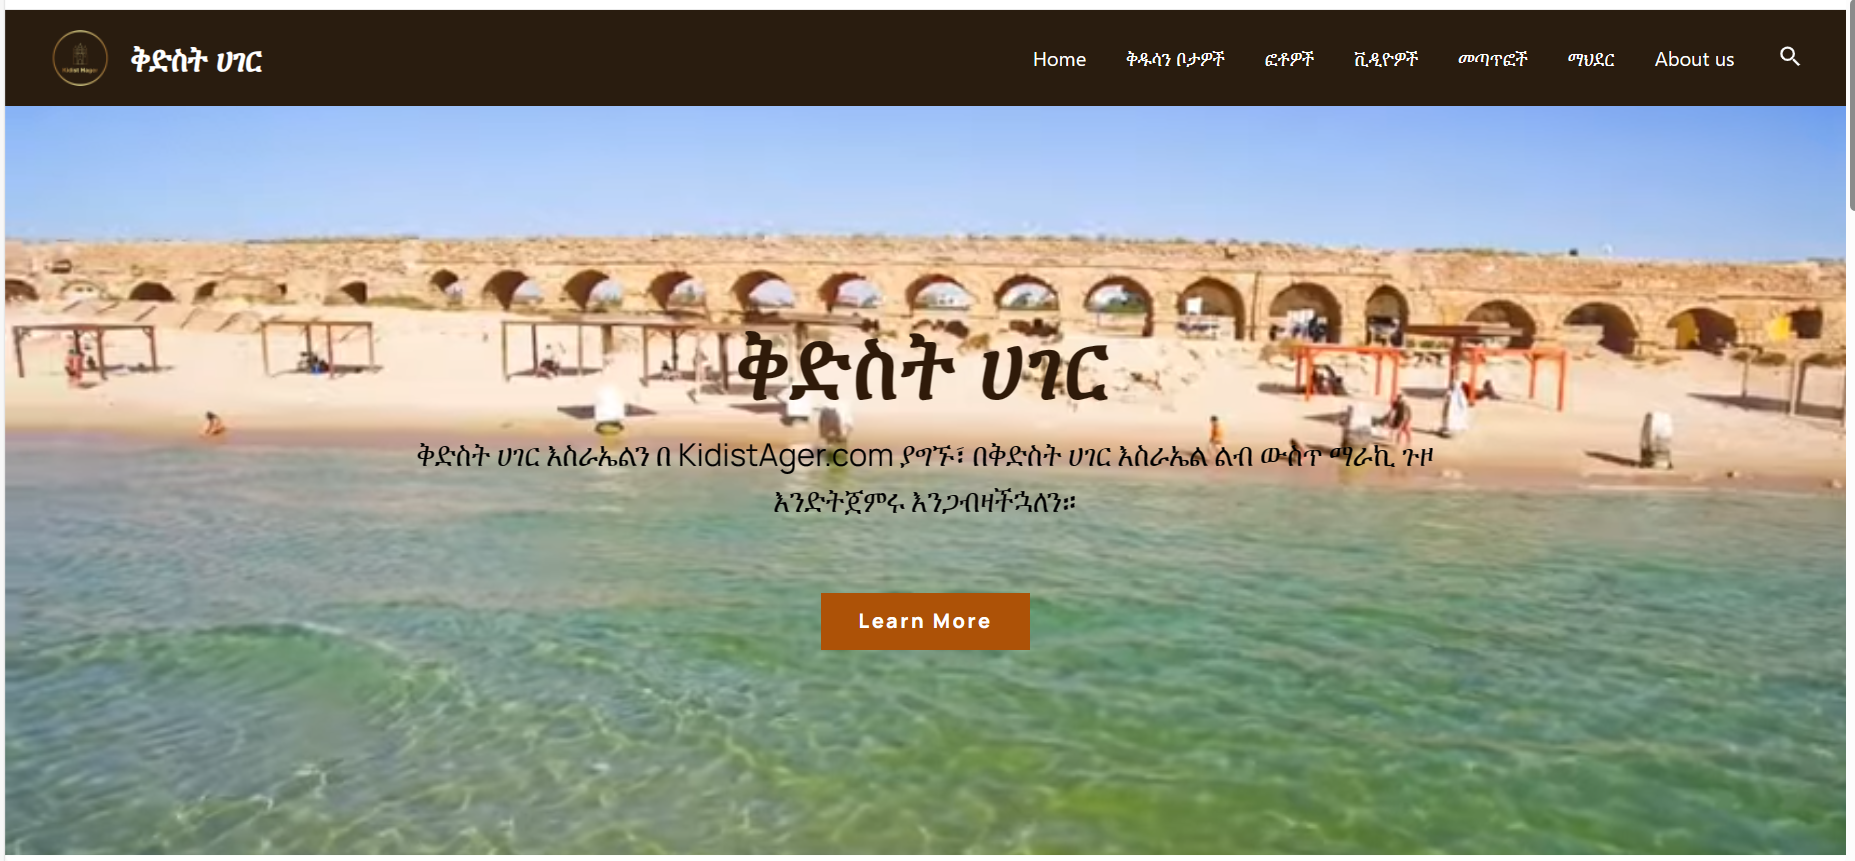 Kidist Hager
ቅድስት ሀገር
Home
ቅዱሳን ቦታዎች
ፎቶዎች
ቪዲዮዎች
መጣጥፎች
ማህደር
About us
ቅድስት ሀገር
ቅድስት ሀገር እስራኤልን በ KidistAger.com ያግኙ፣ በቅድስት ሀገር እስራኤል ልብ ውስጥ ማራኪ ጉዞ
እንድትጀምሩ እንጋብዛችኋለን።
Learn More